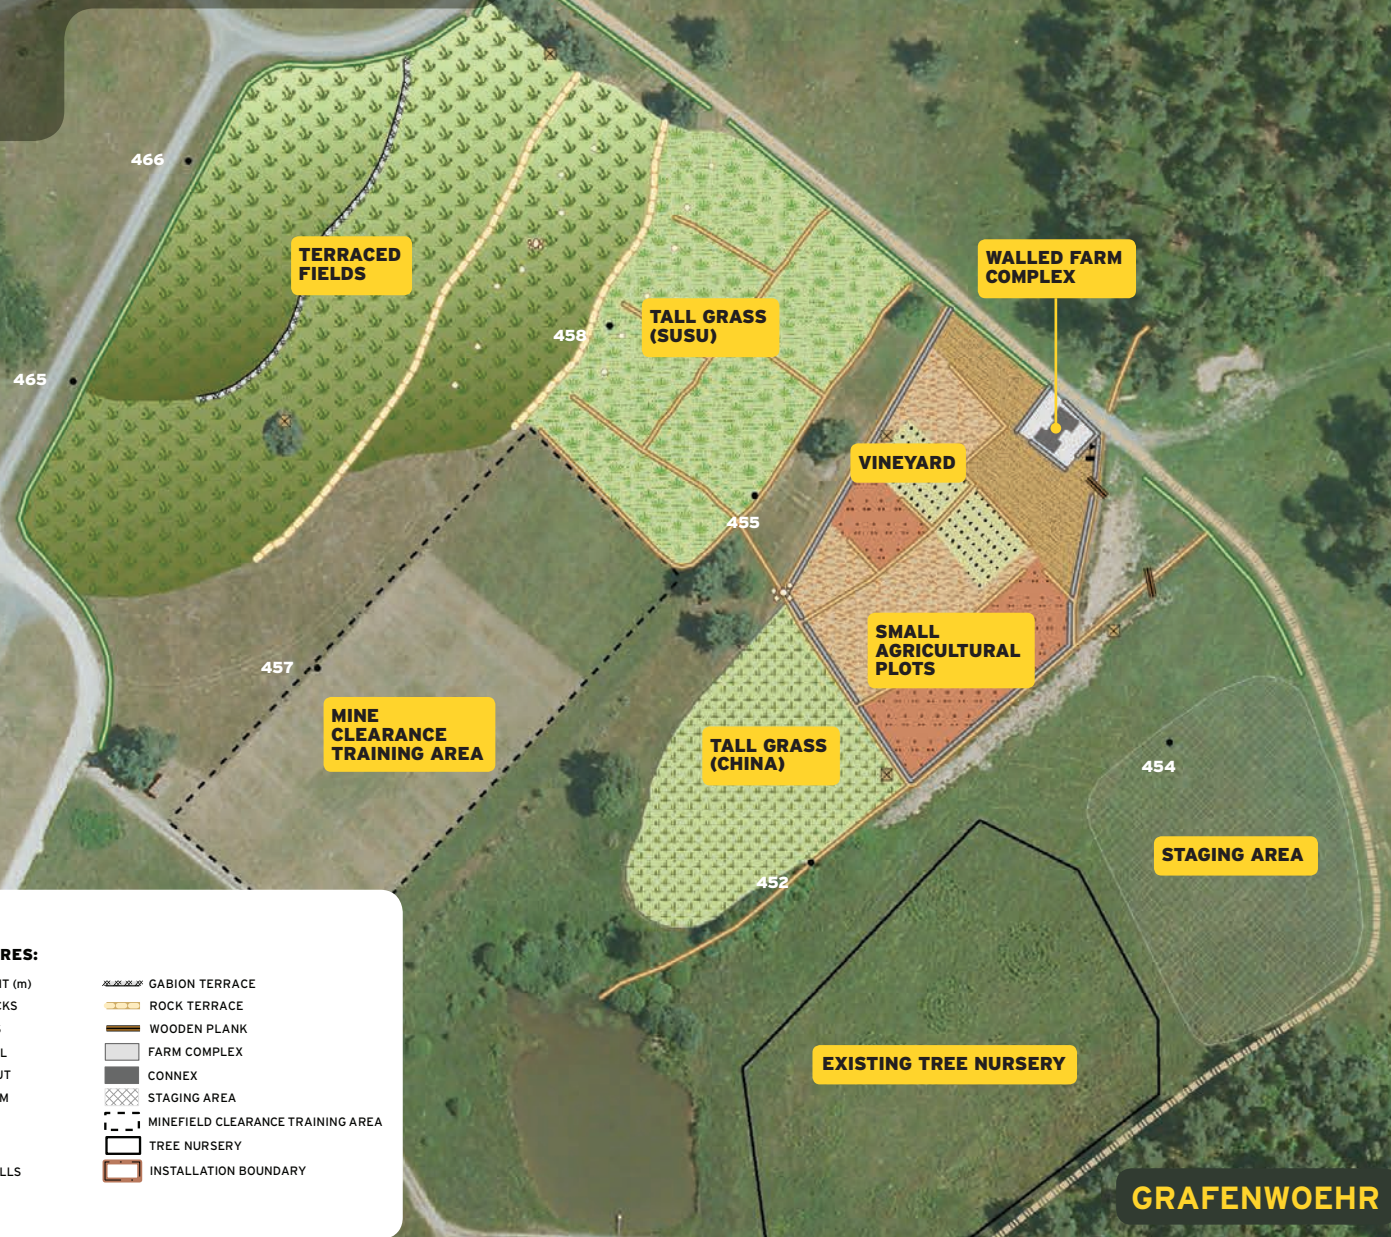 466
TERRACED
FIELDS
WALLED FARM
COMPLEX
TALL GRASS
(SUSU)
458
465
VINEYARD
455
SMALL
AGRICULTURAL
PLOTS
457
MINE
CLEARANCE
TRAINING AREA
TALL GRASS
(CHINA)
454
STAGING AREA
452
RES:
T (m)
GABION TERRACE
CKS
ROCK TERRACE
S
WOODEN PLANK
L
FARM COMPLEX
UT
CONNEX
M
STAGING AREA
MINEFIELD CLEARANCE TRAINING AREA
TREE NURSERY
LLS
INSTALLATION BOUNDARY
EXISTING TREE NURSERY
GRAFENWOEHR